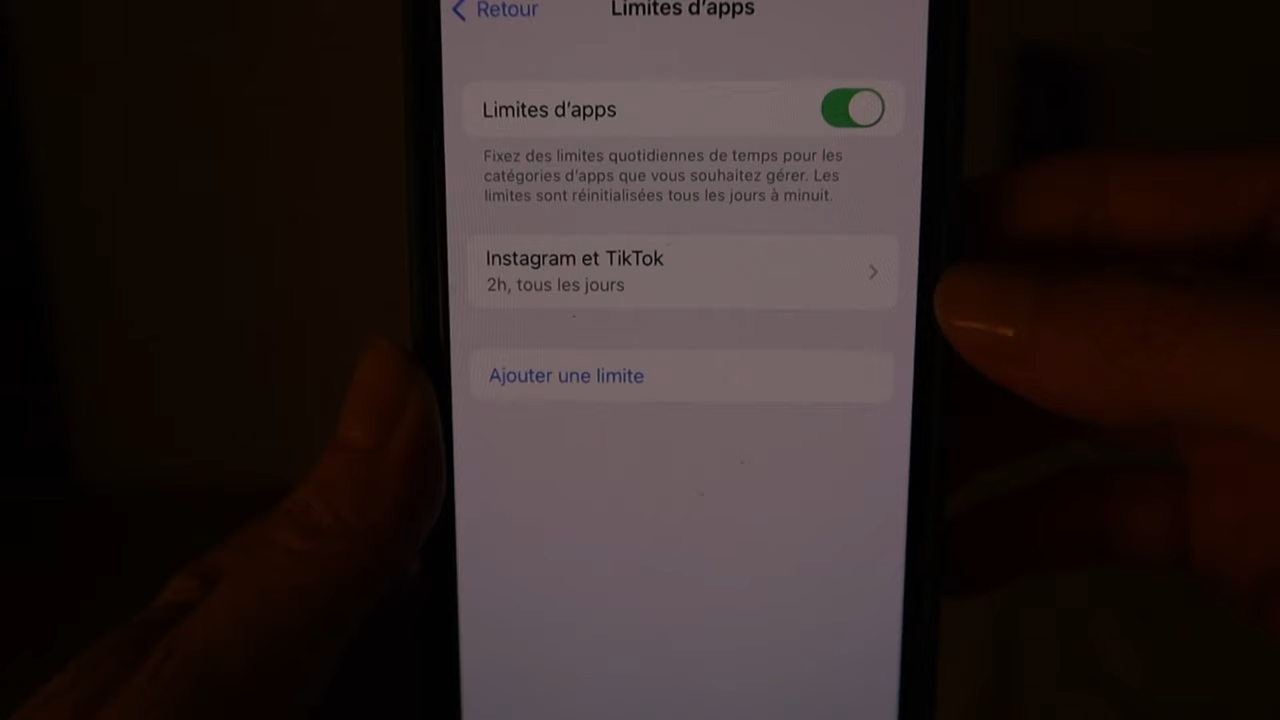 Retour
Limites d’apps
Limites d’apps
Fixez des limites quotidiennes de temps pour les
catégories d’apps que vous souhaitez gérer. Les
limites sont réinitialisées tous les jours à minuit.
Instagram et TikTok
2h, tous les jours
Ajouter une limite